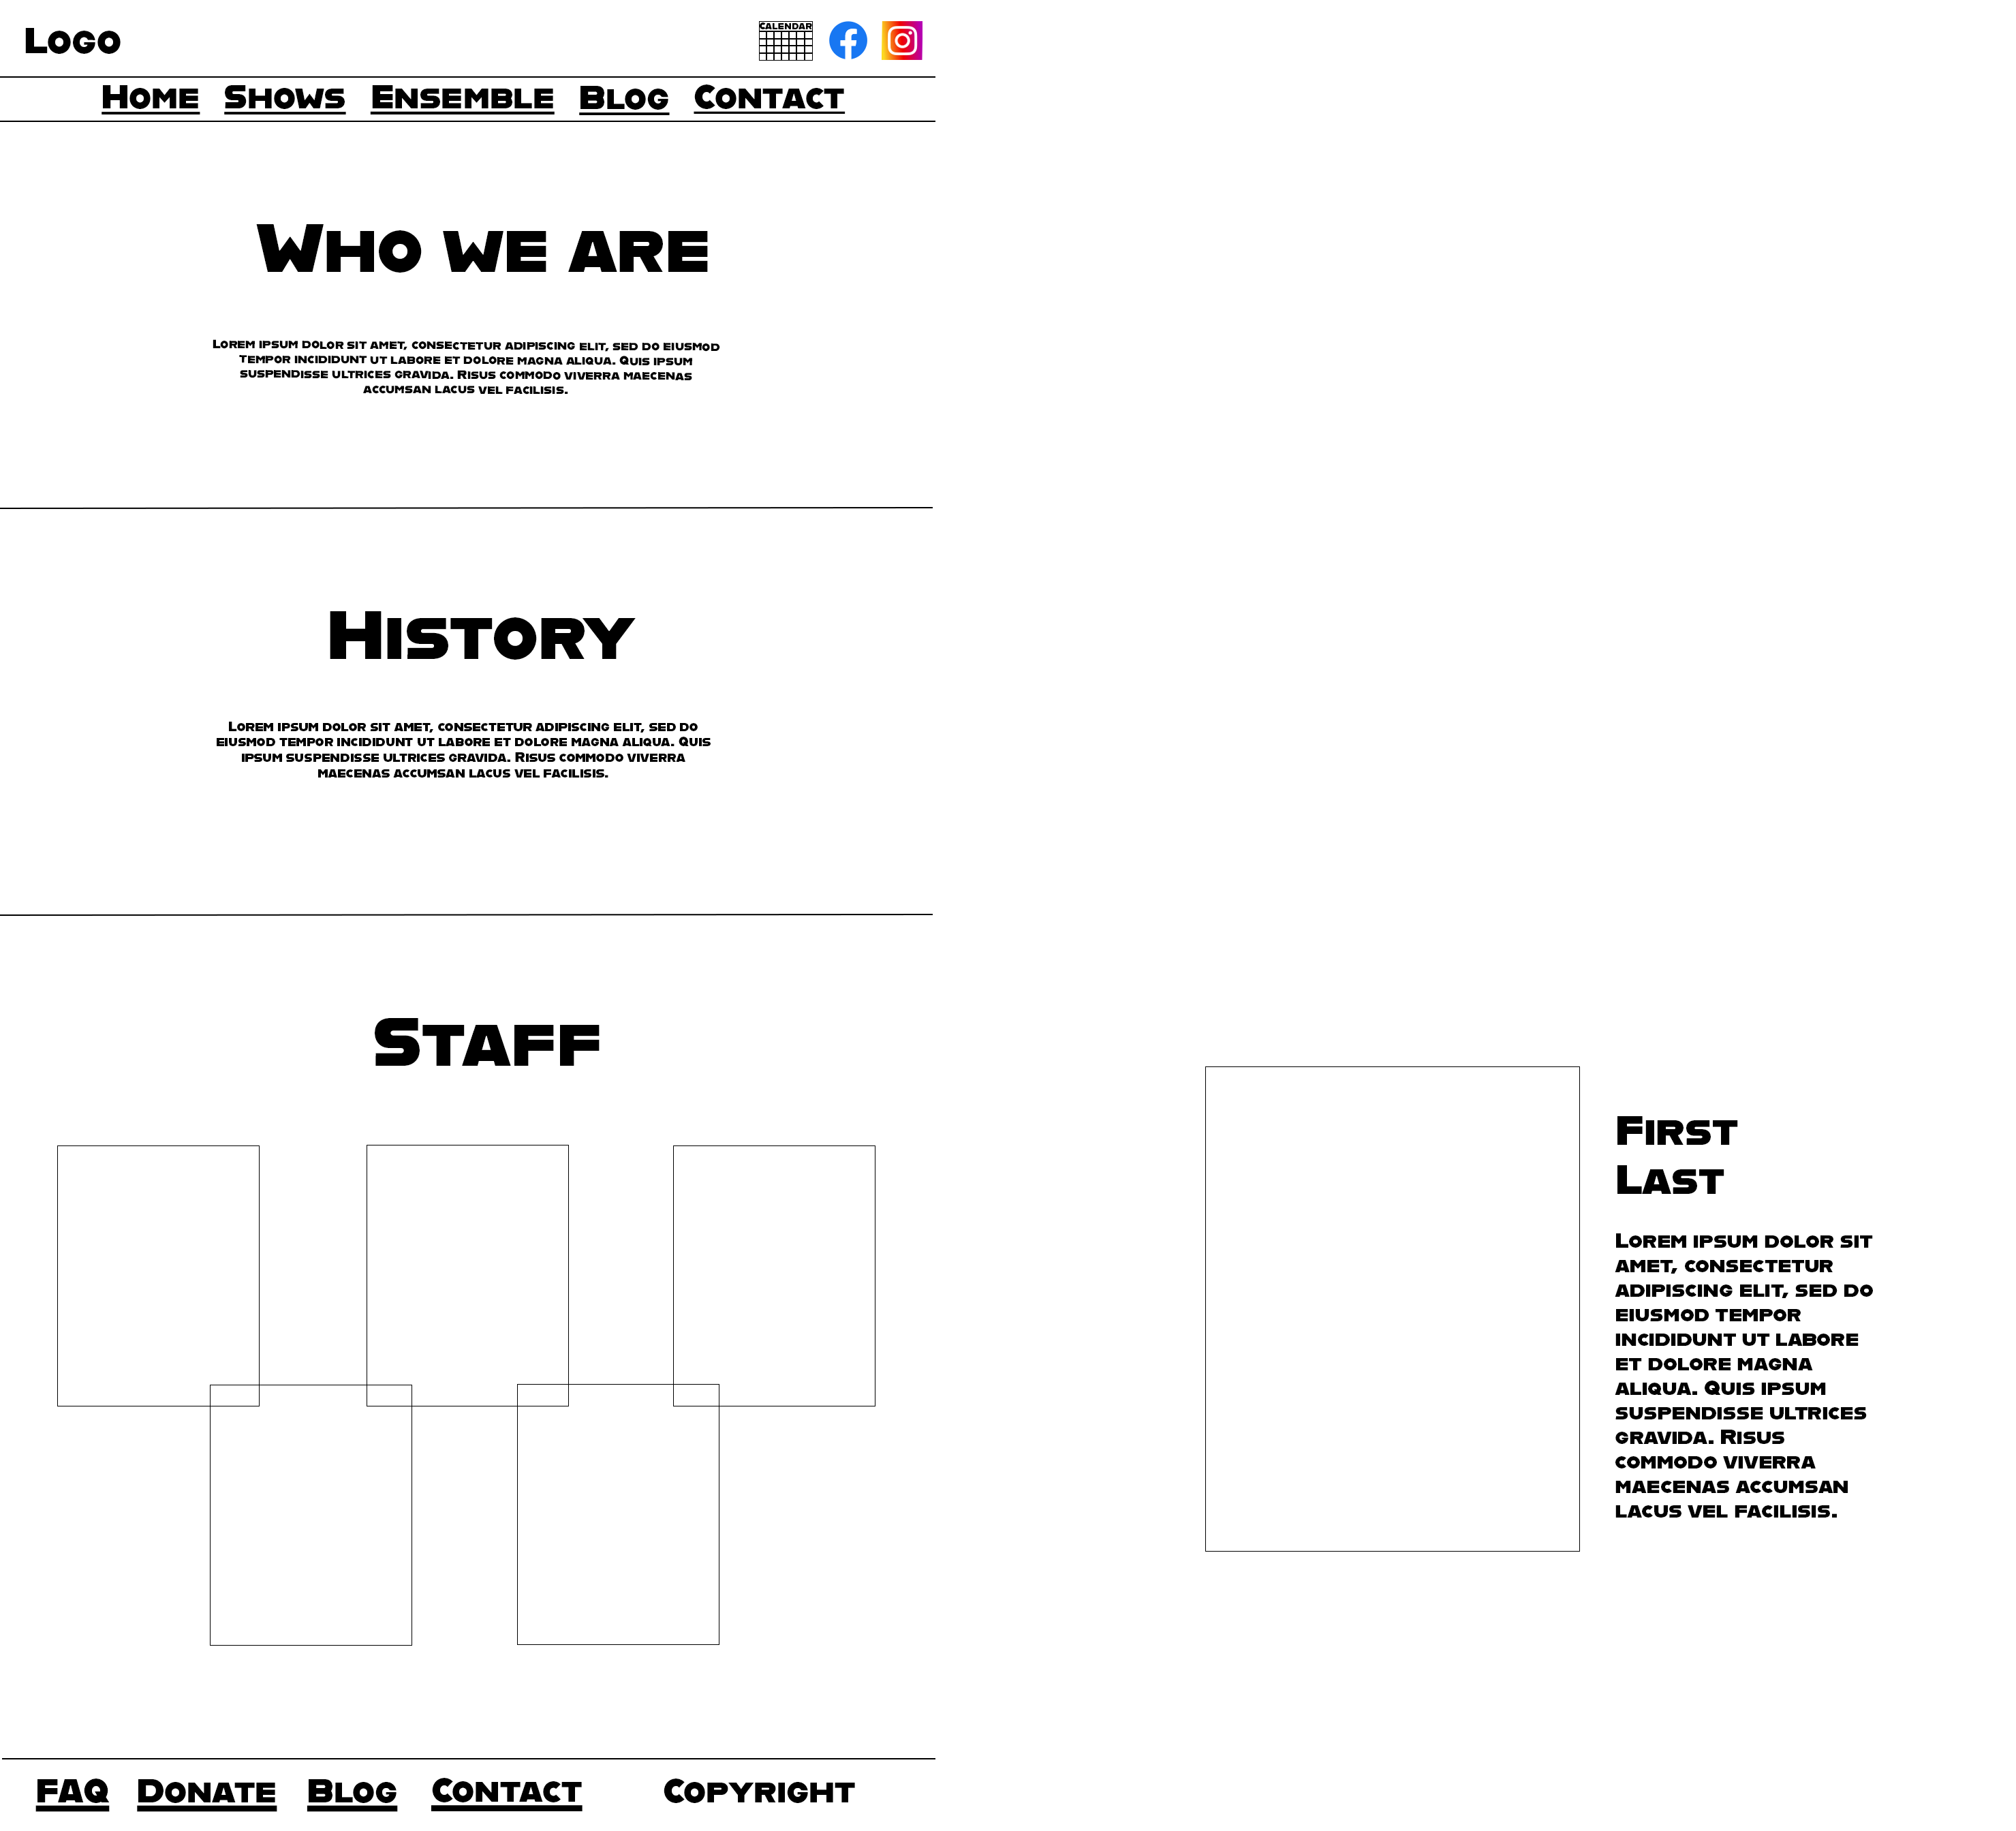 Logo
CALENDAR
Home Shows Ensemble Blog Contact
Who we are
Lorem ipsum dolor sit amet, consectetur adipiscing elit, sed do eiusmod
tempor incididunt ut labore et dolore magna aliqua. Quis ipsum
suspendisse ultrices gravida. Risus commodo viverra maecenas
accumsan lacus vel facilisis.
History
Lorem ipsum dolor sit amet, consectetur adipiscing elit, sed do
eiusmod tempor incididunt ut labore et dolore magna aliqua. Quis
ipsum suspendisse ultrices gravida. Risus commodo viverra
maecenas accumsan lacus vel facilisis.
Staff
First
Last
Lorem ipsum dolor sit
amet, consectetur
adipiscing elit, sed do
eiusmod tempor
incididunt ut labore
et dolore magna
aliqua. Quis ipsum
suspendisse ultrices
gravida. Risus
commodo viverra
maecenas accumsan
lacus vel facilisis.
FAQ Donate Blog Contact Copyright